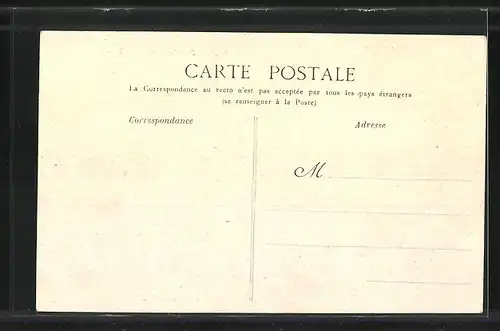 CARTE POSTALE
La Correspondance au recto n'est pas acceptée par tous les pays étrangers
(se renseigner à la Poste)
Correspondance
Adresse
M